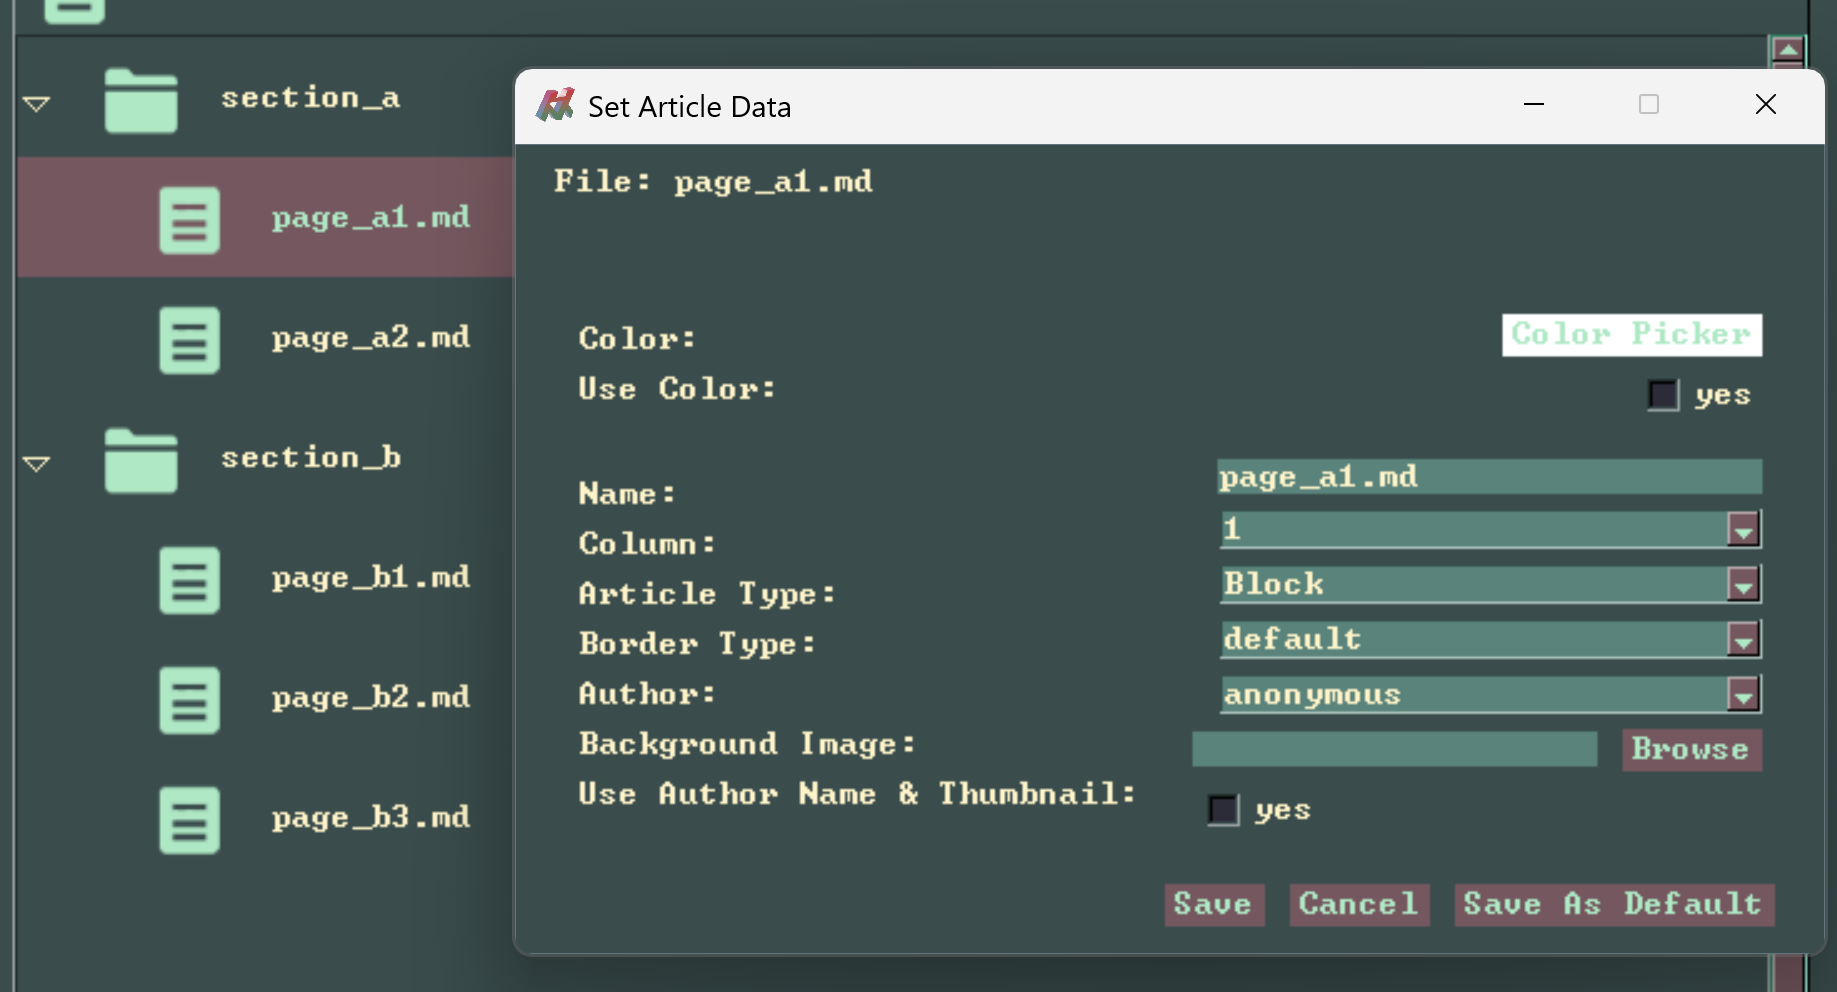 section_a
page_a1.md
page_a2.md
section_b
page_b1.md
page_b2.md
page_b3.md
Set Article Data
File: page_a1.md
Color: Color Picker
Use Color: yes
Name: page_a1.md
Column: 1
Article Type: Block
Border Type: default
Author: anonymous
Background Image: Browse
Use Author Name & Thumbnail: yes
Save Cancel Save As Default